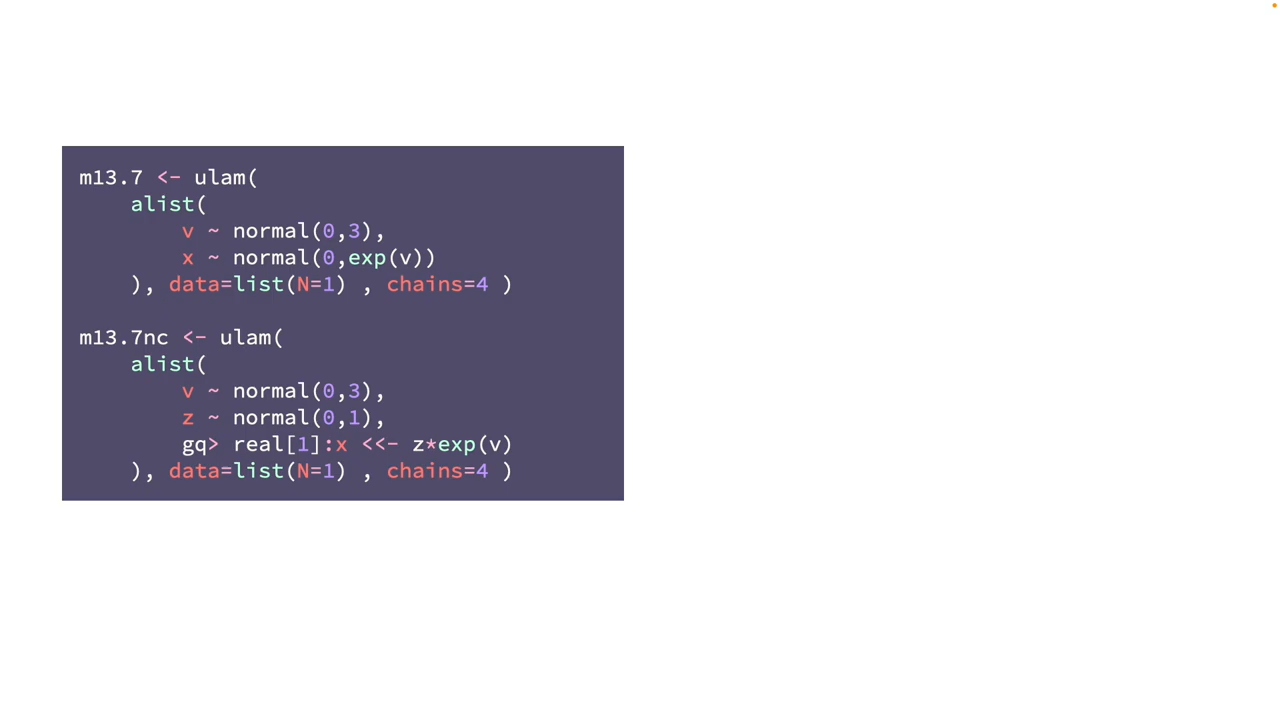 m13.7 <- ulam(
    alist(
        v ~ normal(0,3),
        x ~ normal(0,exp(v))
    ), data=list(N=1) , chains=4 )

m13.7nc <- ulam(
    alist(
        v ~ normal(0,3),
        z ~ normal(0,1),
        gq> real[1]:x <<- z*exp(v)
    ), data=list(N=1) , chains=4 )